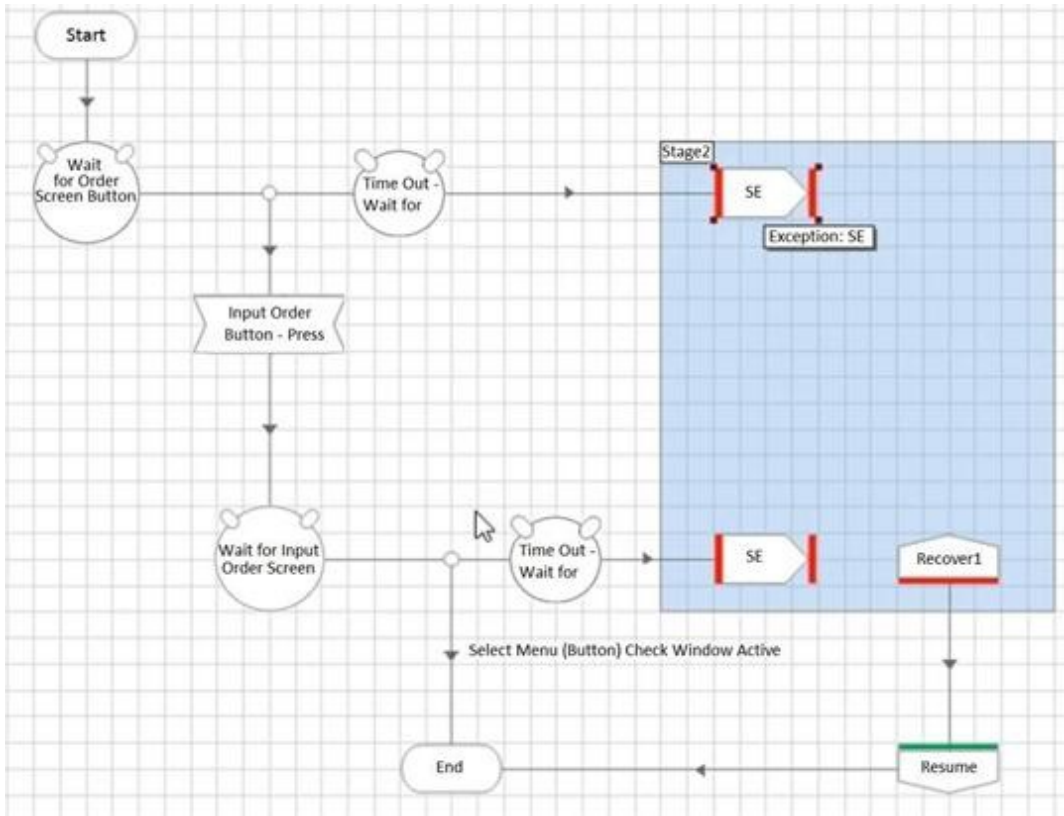 Start
Wait
for Order
Screen Button
Time Out -
Wait for
Stage2
SE
Exception: SE
Input Order
Button - Press
Wait for Input
Order Screen
Time Out -
Wait for
SE
Recover1
Select Menu (Button) Check Window Active
End
Resume